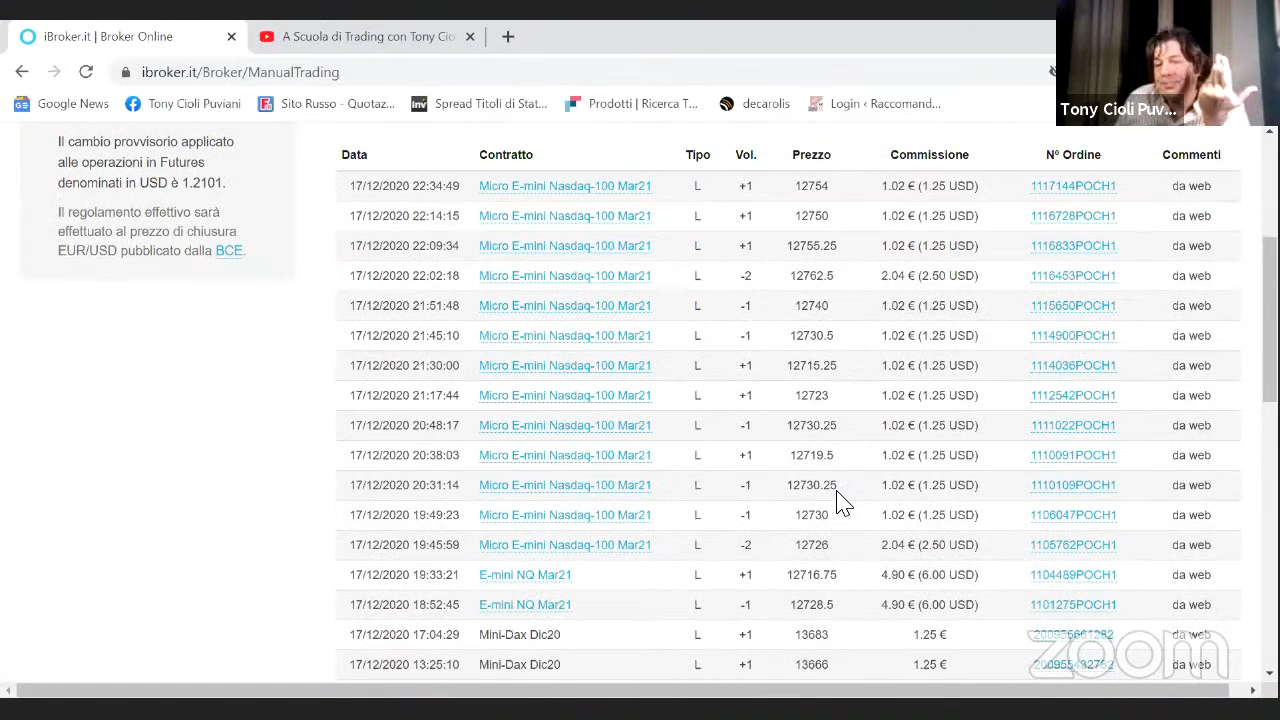 iBroker.it | Broker Online
A Scuola di Trading con Tony Cio
ibroker.it/Broker/ManualTrading
Google News Tony Cioli Puviani Sito Russo - Quotaz... Spread Titoli di Stat... Prodotti | Ricerca T... decarolis Login ‹ Raccomand...
Tony Cioli Puv...
Il cambio provvisorio applicato
alle operazioni in Futures
denominati in USD è 1.2101.
Il regolamento effettivo sarà
effettuato al prezzo di chiusura
EUR/USD pubblicato dalla BCE.
Data Contratto Tipo Vol. Prezzo Commissione Nº Ordine Commenti
17/12/2020 22:34:49 Micro E-mini Nasdaq-100 Mar21 L +1 12754 1.02 € (1.25 USD) 1117144POCH1 da web
17/12/2020 22:14:15 Micro E-mini Nasdaq-100 Mar21 L +1 12750 1.02 € (1.25 USD) 1116728POCH1 da web
17/12/2020 22:09:34 Micro E-mini Nasdaq-100 Mar21 L +1 12755.25 1.02 € (1.25 USD) 1116833POCH1 da web
17/12/2020 22:02:18 Micro E-mini Nasdaq-100 Mar21 L -2 12762.5 2.04 € (2.50 USD) 1116453POCH1 da web
17/12/2020 21:51:48 Micro E-mini Nasdaq-100 Mar21 L -1 12740 1.02 € (1.25 USD) 1115650POCH1 da web
17/12/2020 21:45:10 Micro E-mini Nasdaq-100 Mar21 L -1 12730.5 1.02 € (1.25 USD) 1114900POCH1 da web
17/12/2020 21:30:00 Micro E-mini Nasdaq-100 Mar21 L +1 12715.25 1.02 € (1.25 USD) 1114036POCH1 da web
17/12/2020 21:17:44 Micro E-mini Nasdaq-100 Mar21 L +1 12723 1.02 € (1.25 USD) 1112542POCH1 da web
17/12/2020 20:48:17 Micro E-mini Nasdaq-100 Mar21 L -1 12730.25 1.02 € (1.25 USD) 1111022POCH1 da web
17/12/2020 20:38:03 Micro E-mini Nasdaq-100 Mar21 L +1 12719.5 1.02 € (1.25 USD) 1110091POCH1 da web
17/12/2020 20:31:14 Micro E-mini Nasdaq-100 Mar21 L -1 12730.25 1.02 € (1.25 USD) 1110109POCH1 da web
17/12/2020 19:49:23 Micro E-mini Nasdaq-100 Mar21 L -1 12730 1.02 € (1.25 USD) 1106047POCH1 da web
17/12/2020 19:45:59 Micro E-mini Nasdaq-100 Mar21 L -2 12726 2.04 € (2.50 USD) 1105762POCH1 da web
17/12/2020 19:33:21 E-mini NQ Mar21 L +1 12716.75 4.90 € (6.00 USD) 1104489POCH1 da web
17/12/2020 18:52:45 E-mini NQ Mar21 L -1 12728.5 4.90 € (6.00 USD) 1101275POCH1 da web
17/12/2020 17:04:29 Mini-Dax Dic20 L +1 13683 1.25 € da web
17/12/2020 13:25:10 Mini-Dax Dic20 L +1 13666 1.25 € da web
zoom